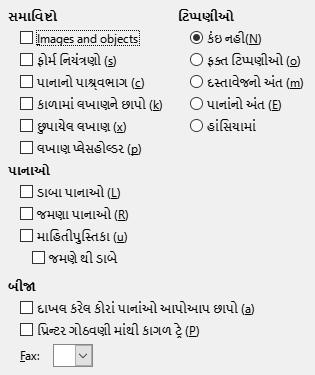 સમાવિષ્ટો
Images and objects
ફોર્મ નિયંત્રણો (s)
પાનાનો પાશ્ર્વભાગ (c)
કાળામાં લખાણને છાપો (k)
છુપાયેલ લખાણ (x)
લખાણ પ્લેસહોલ્ડર (p)
ટિપ્પણીઓ
કંઇ નહી(N)
ફક્ત ટિપ્પણીઓ (o)
દસ્તાવેજનો અંત (m)
પાનાંનો અંત (E)
હાંસિયામાં
પાનાઓ
ડાબા પાનાઓ (L)
જમણા પાનાઓ (R)
માહિતીપુસ્તિકા (u)
જમણે થી ડાબે
બીજા
દાખલ કરેલ કોરાં પાનાંઓ આપોઆપ છાપો (a)
પ્રિન્ટર ગોઠવણી માંથી કાગળ ટ્રે (P)
Fax: